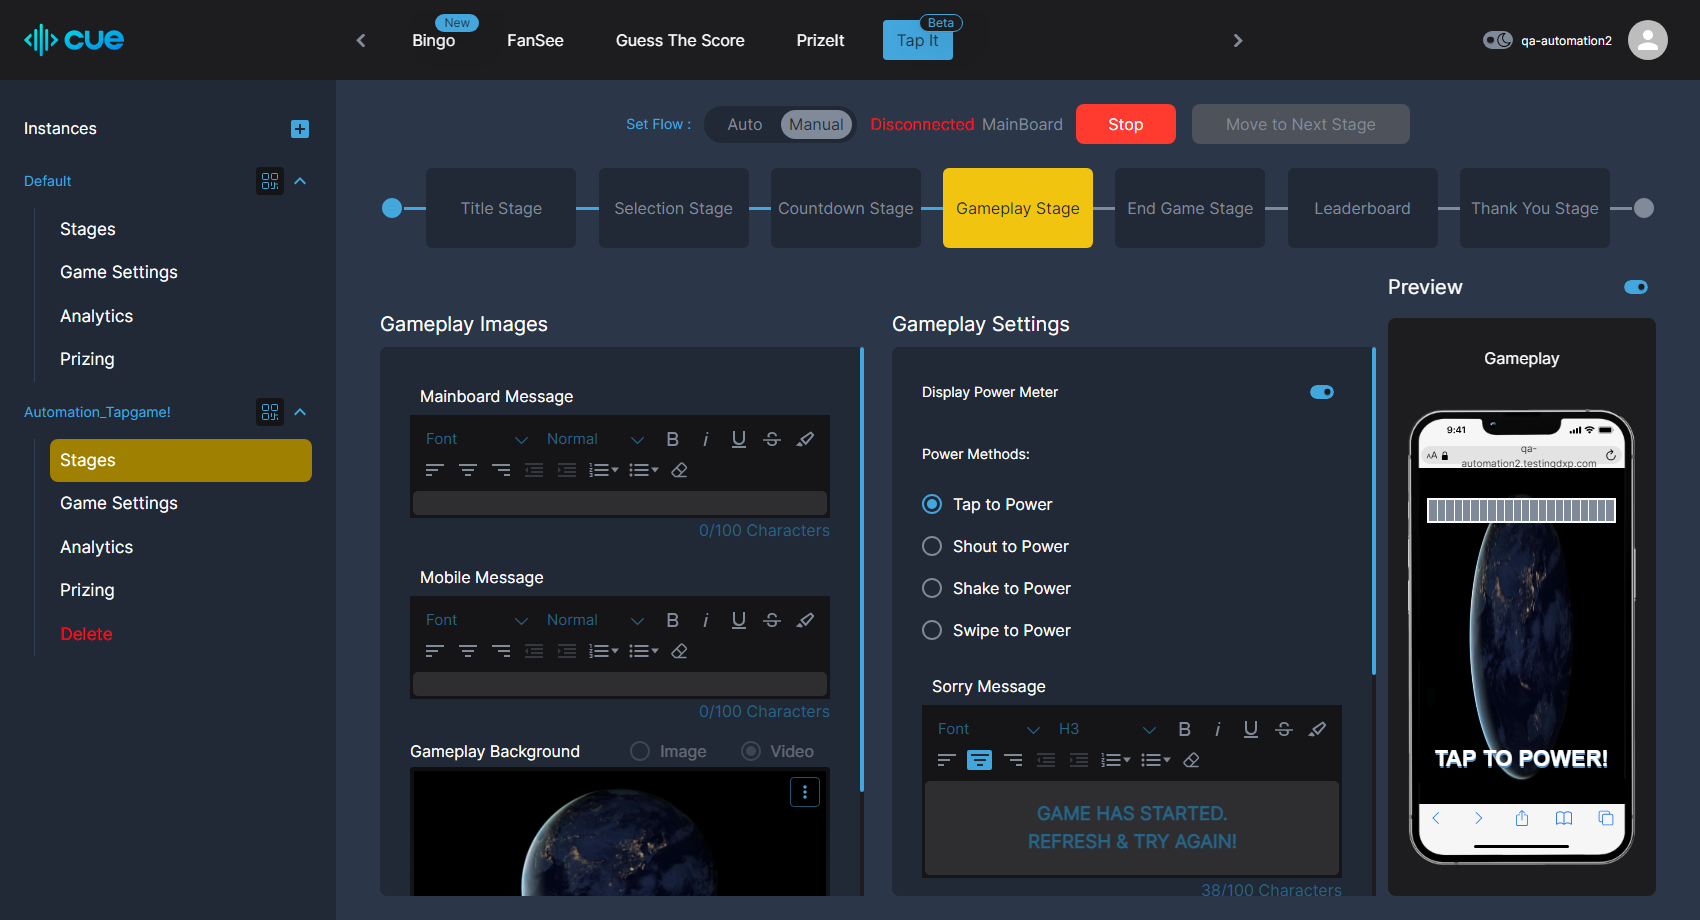 cue
New
Bingo
FanSee
Guess The Score
PrizeIt
Beta
Tap It
qa-automation2
Instances
Default
Stages
Game Settings
Analytics
Prizing
Automation_Tapgame!
Stages
Game Settings
Analytics
Prizing
Delete
Set Flow :
Auto
Manual
Disconnected MainBoard
Stop
Move to Next Stage
Title Stage
Selection Stage
Countdown Stage
Gameplay Stage
End Game Stage
Leaderboard
Thank You Stage
Gameplay Images
Mainboard Message
Font
Normal
B
i
U
S
0/100 Characters
Mobile Message
Font
Normal
B
i
U
S
0/100 Characters
Gameplay Background
Image
Video
Gameplay Settings
Display Power Meter
Power Methods:
Tap to Power
Shout to Power
Shake to Power
Swipe to Power
Sorry Message
Font
H3
B
i
U
S
GAME HAS STARTED.
REFRESH & TRY AGAIN!
38/100 Characters
Preview
Gameplay
9:41
AA
qa-
automation2.testingdxp.com
TAP TO POWER!